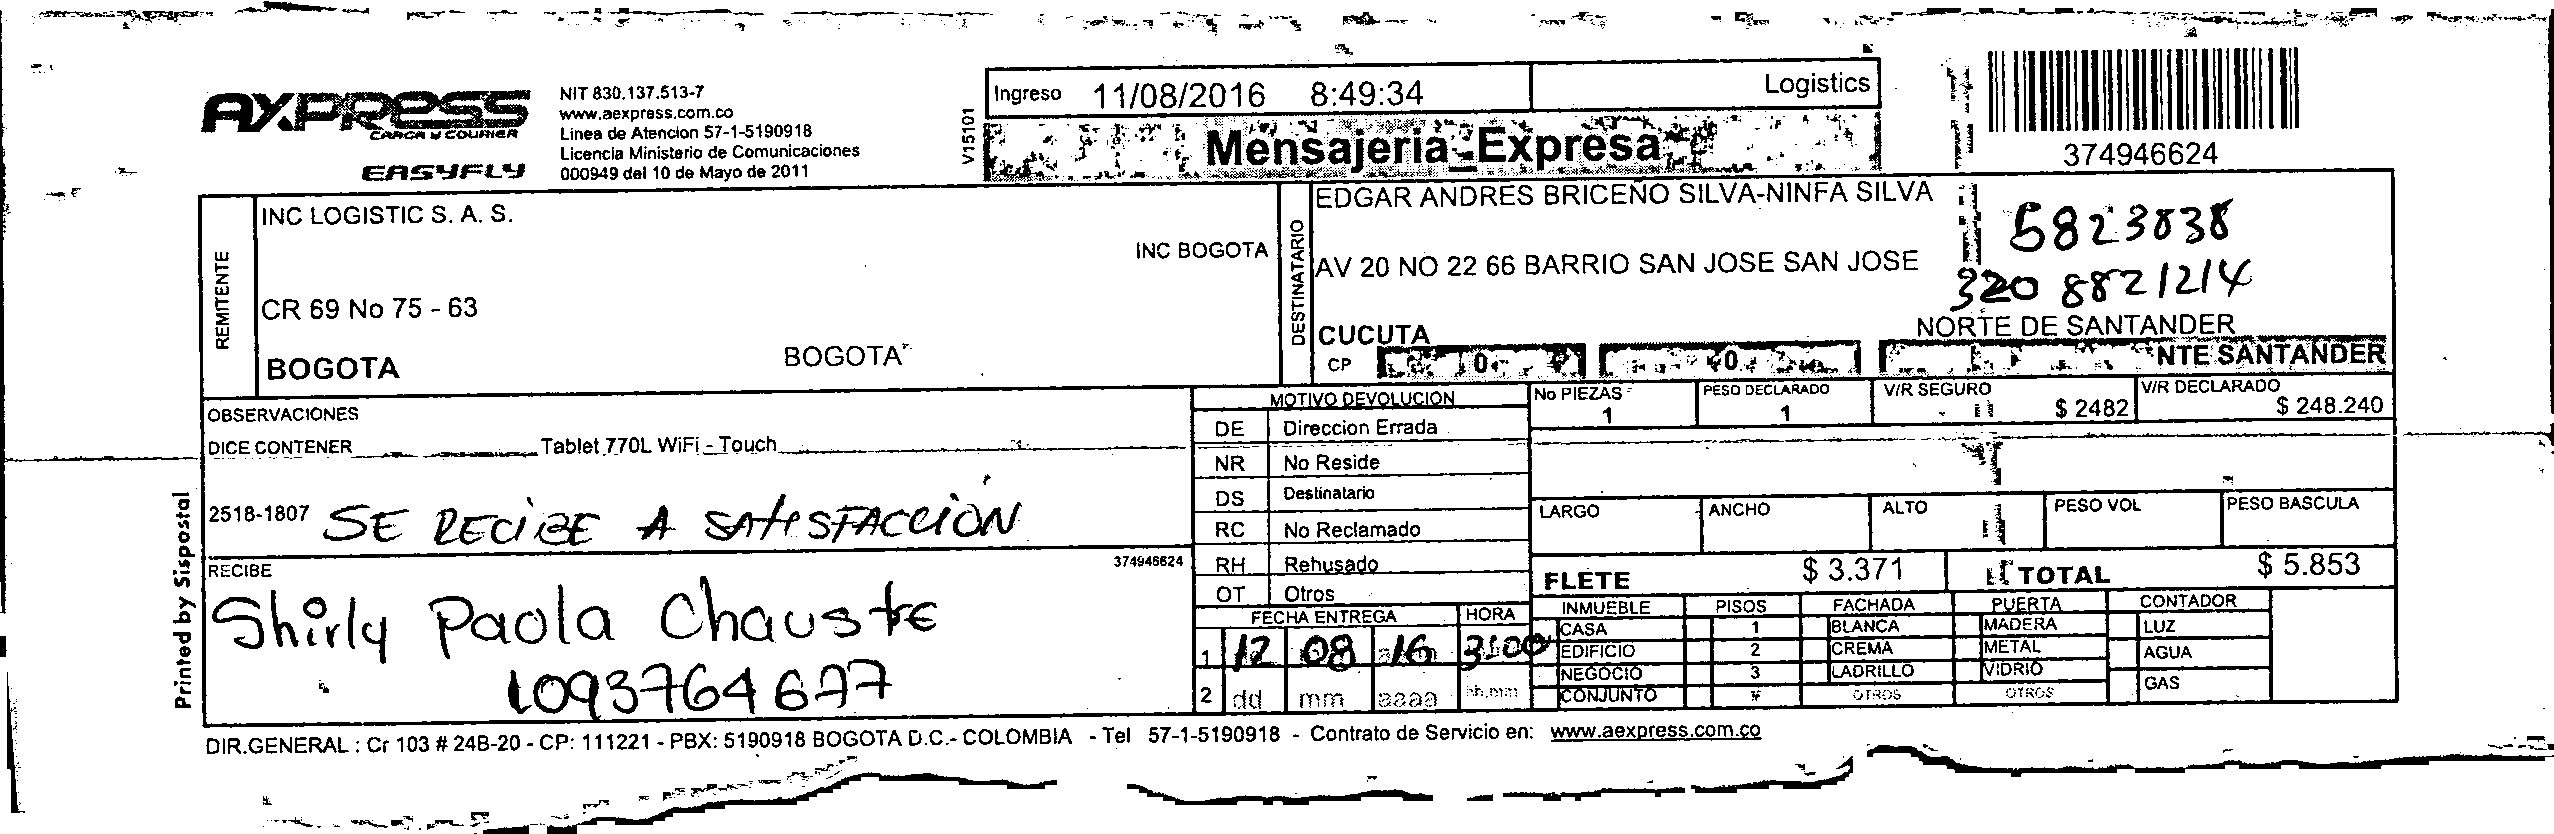 AXPRESS
CARGA Y COURIER
EASYFLY
NIT 830.137.513-7
www.aexpress.com.co
Linea de Atencion 57-1-5190918
Licencia Ministerio de Comunicaciones
000949 del 10 de Mayo de 2011
V15101
Ingreso 11/08/2016 8:49:34 Logistics
Mensajeria Expresa
374946624
REMITENTE
INC LOGISTIC S. A. S.
INC BOGOTA
CR 69 No 75 - 63
BOGOTA BOGOTA
DESTINATARIO
EDGAR ANDRES BRICEÑO SILVA-NINFA SILVA
5823838
AV 20 NO 22 66 BARRIO SAN JOSE SAN JOSE
320 8821214
CUCUTA NORTE DE SANTANDER
CP 0 40 NTE SANTANDER
OBSERVACIONES
DICE CONTENER Tablet 770L WiFi - Touch
2518-1807 SE RECIBE A SATISFACCION
374946624
RECIBE
Shirly Paola Chauste
1093764677
Printed by Sispostal
MOTIVO DEVOLUCION
DE Direccion Errada
NR No Reside
DS Destinatario
RC No Reclamado
RH Rehusado
OT Otros
FECHA ENTREGA HORA
1 12 08 16 3:00
2 dd mm aaaa hh:mm
No PIEZAS PESO DECLARADO V/R SEGURO V/R DECLARADO
1 1 $ 2482 $ 248.240
LARGO ANCHO ALTO PESO VOL PESO BASCULA
FLETE $ 3.371 TOTAL $ 5.853
INMUEBLE PISOS FACHADA PUERTA CONTADOR
CASA 1 BLANCA MADERA LUZ
EDIFICIO 2 CREMA METAL AGUA
NEGOCIO 3 LADRILLO VIDRIO GAS
CONJUNTO # OTROS OTROS
DIR.GENERAL : Cr 103 # 24B-20 - CP: 111221 - PBX: 5190918 BOGOTA D.C.- COLOMBIA - Tel 57-1-5190918 - Contrato de Servicio en: www.aexpress.com.co